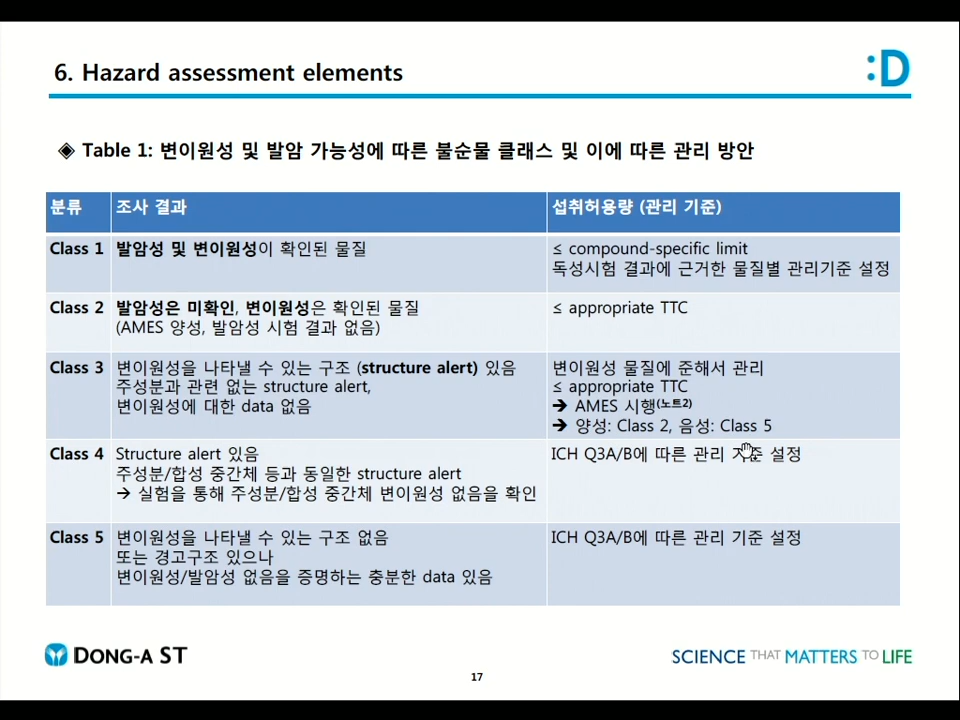 6. Hazard assessment elements
:D
◈ Table 1: 변이원성 및 발암 가능성에 따른 불순물 클래스 및 이에 따른 관리 방안
분류 조사 결과 섭취허용량 (관리 기준)
Class 1 발암성 및 변이원성이 확인된 물질
≤ compound-specific limit
독성시험 결과에 근거한 물질별 관리기준 설정
Class 2 발암성은 미확인, 변이원성은 확인된 물질
(AMES 양성, 발암성 시험 결과 없음)
≤ appropriate TTC
Class 3 변이원성을 나타낼 수 있는 구조 (structure alert) 있음
주성분과 관련 없는 structure alert,
변이원성에 대한 data 없음
변이원성 물질에 준해서 관리
≤ appropriate TTC
➔ AMES 시행(노트2)
➔ 양성: Class 2, 음성: Class 5
Class 4 Structure alert 있음
주성분/합성 중간체 등과 동일한 structure alert
→ 실험을 통해 주성분/합성 중간체 변이원성 없음을 확인
ICH Q3A/B에 따른 관리 기준 설정
Class 5 변이원성을 나타낼 수 있는 구조 없음
또는 경고구조 있으나
변이원성/발암성 없음을 증명하는 충분한 data 있음
ICH Q3A/B에 따른 관리 기준 설정
DONG-A ST
SCIENCE THAT MATTERS TO LIFE
17